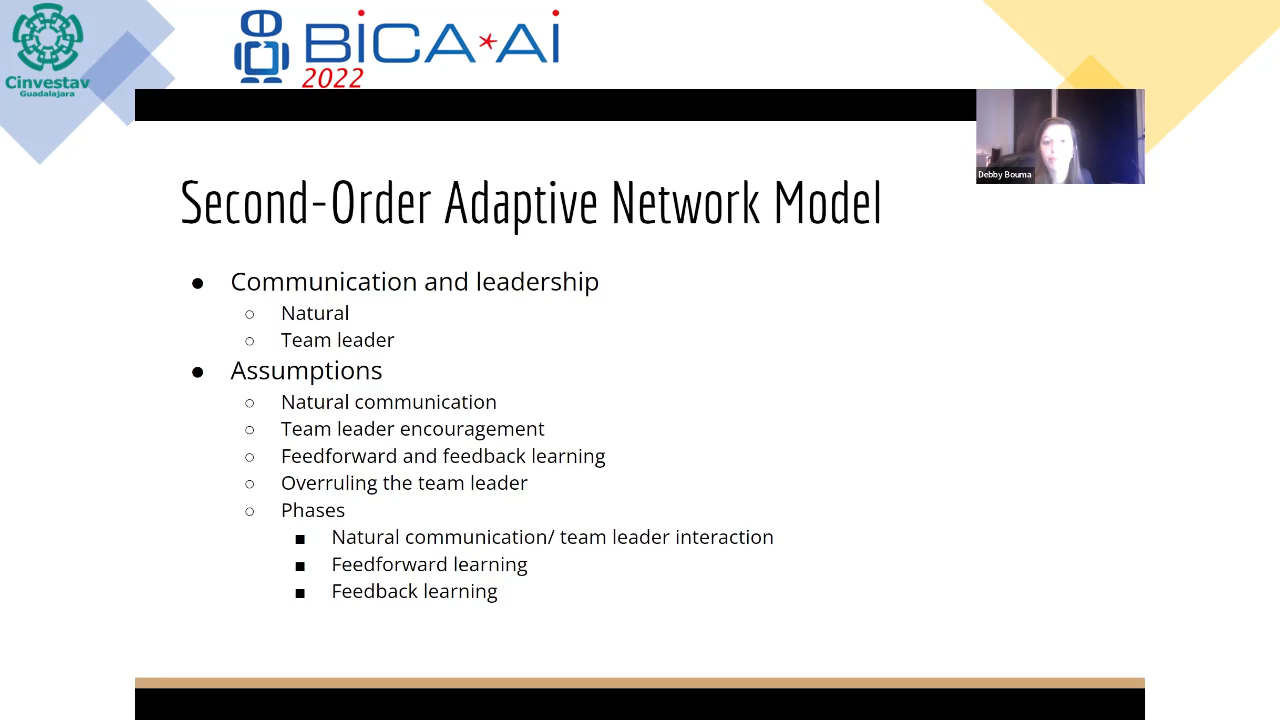 Cinvestav
Guadalajara
BiCA*Ai
2022
Debby Bouma
Second-Order Adaptive Network Model
● Communication and leadership
○ Natural
○ Team leader
● Assumptions
○ Natural communication
○ Team leader encouragement
○ Feedforward and feedback learning
○ Overruling the team leader
○ Phases
■ Natural communication/ team leader interaction
■ Feedforward learning
■ Feedback learning